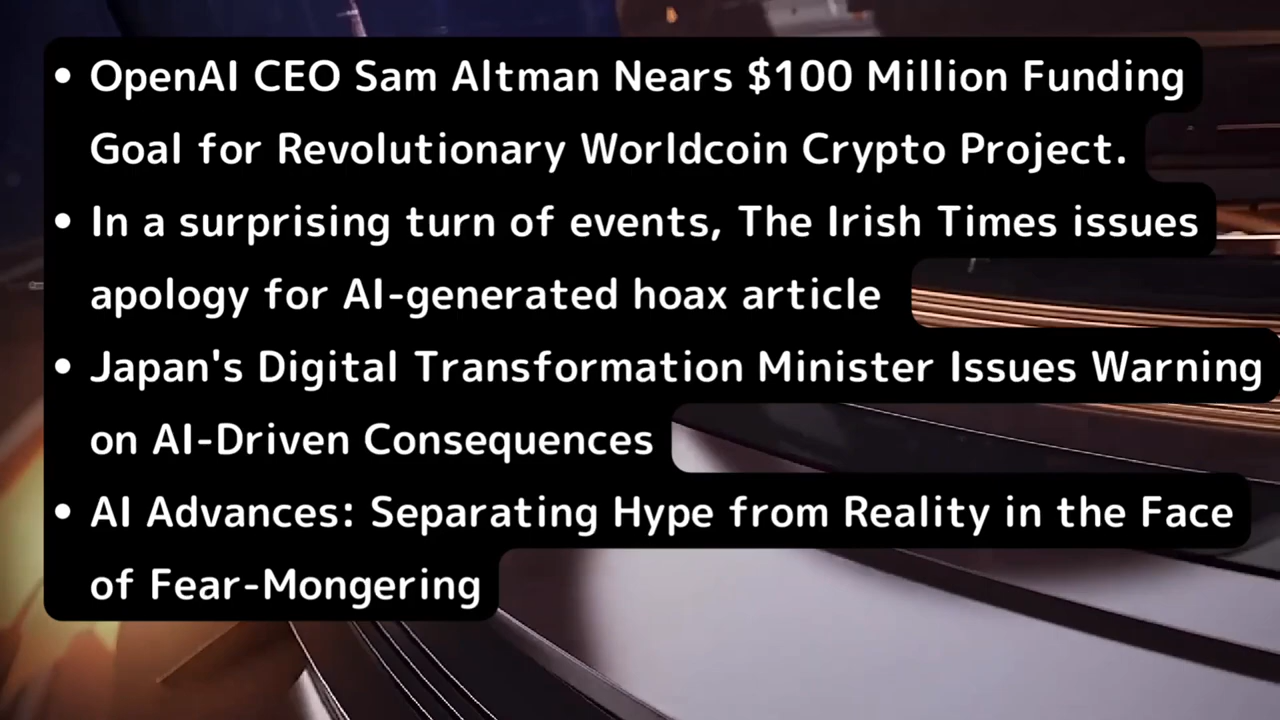 • OpenAI CEO Sam Altman Nears $100 Million Funding
Goal for Revolutionary Worldcoin Crypto Project.
• In a surprising turn of events, The Irish Times issues
apology for AI-generated hoax article
• Japan's Digital Transformation Minister Issues Warning
on AI-Driven Consequences
• AI Advances: Separating Hype from Reality in the Face
of Fear-Mongering